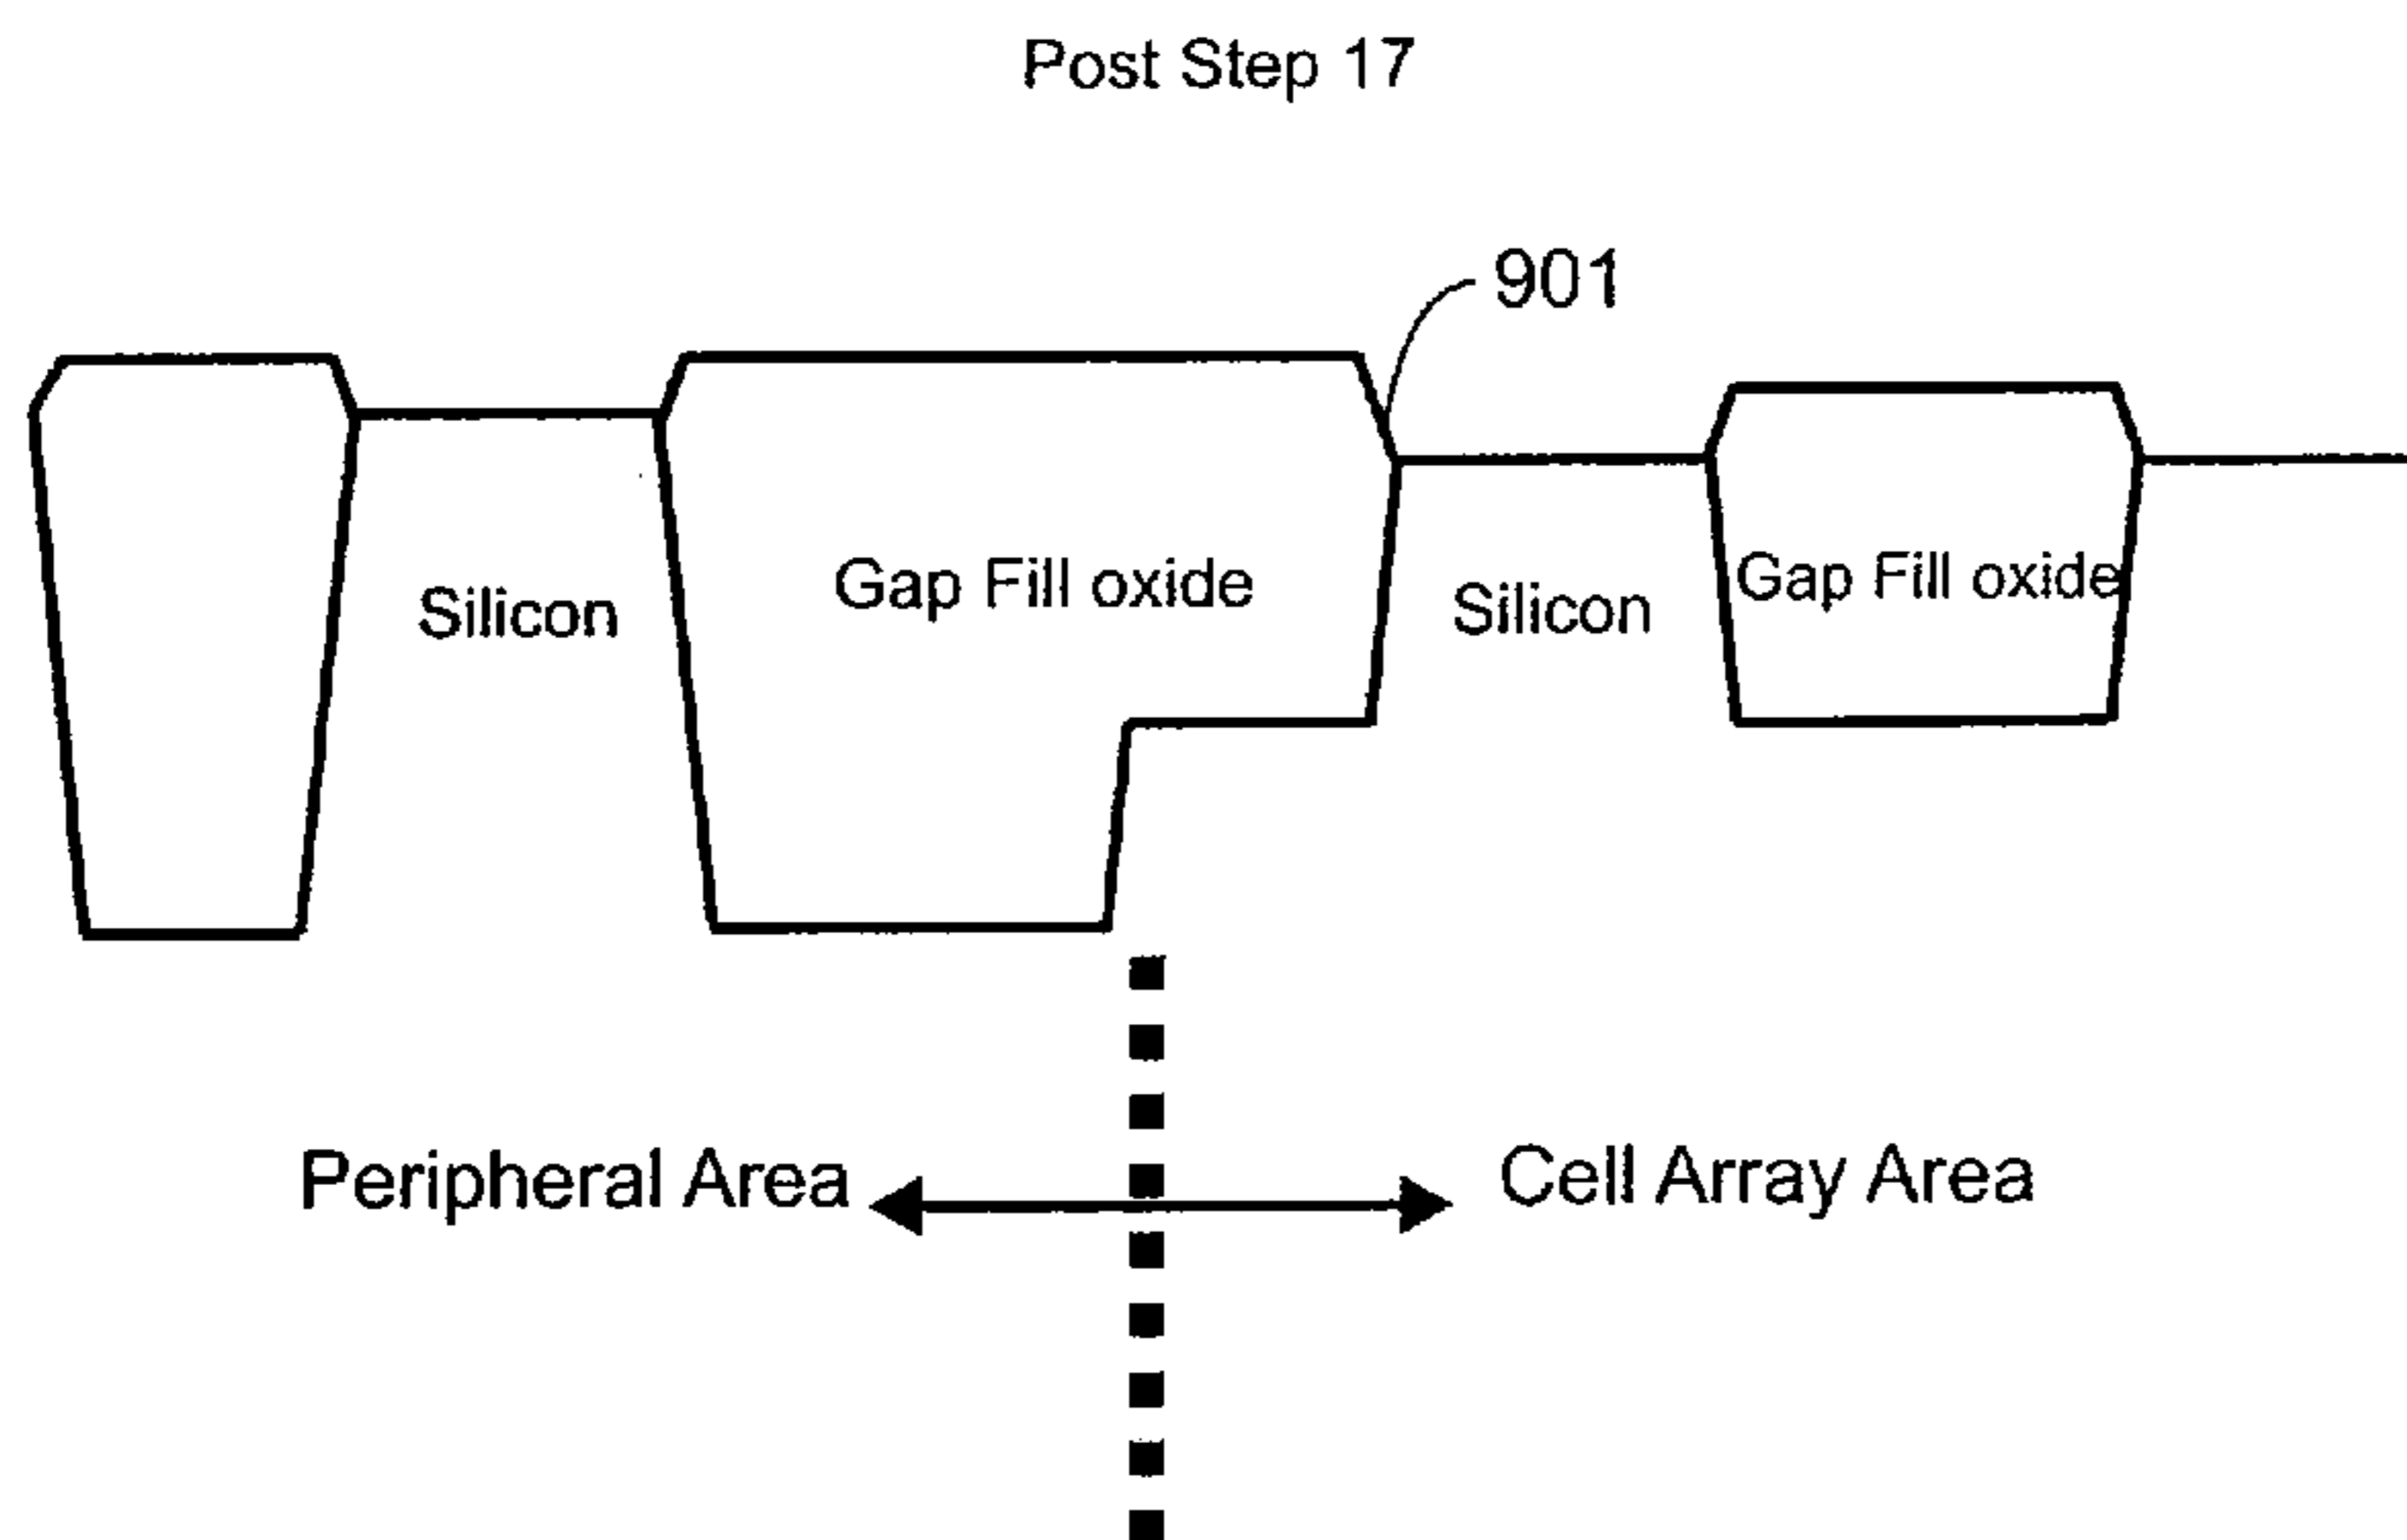 Post Step 17
901
Silicon
Gap Fill oxide
Silicon
Gap Fill oxide
Peripheral Area
Cell Array Area